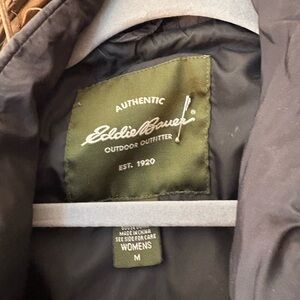 AUTHENTIC
Eddie Bauer
OUTDOOR OUTFITTER
EST. 1920
MADE IN CHINA
SEE SIDE FOR CARE
WOMENS
M